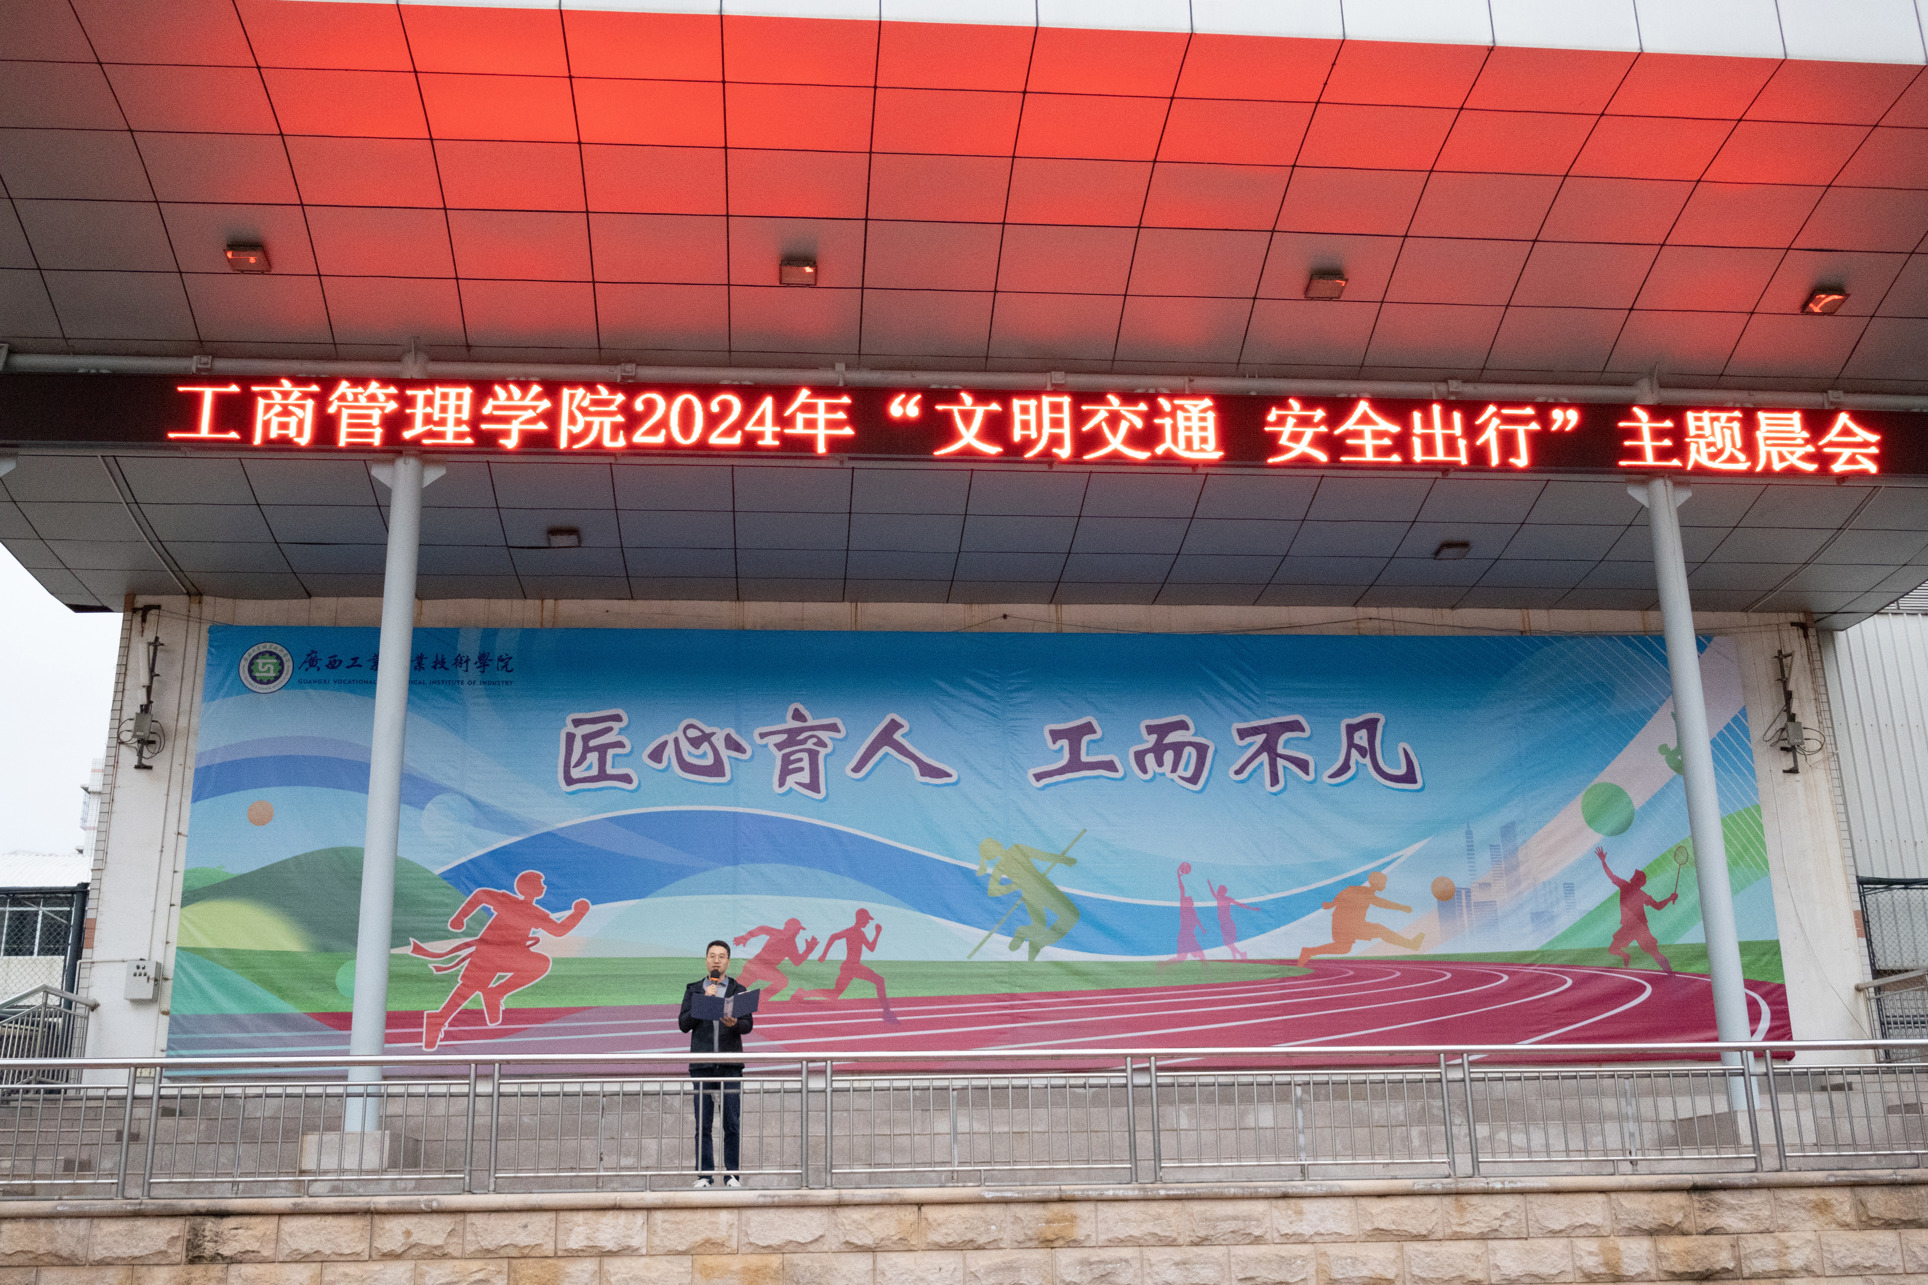 工商管理学院2024年“文明交通 安全出行”主题晨会
廣西工業 業技術學院
GUANGXI VOCATIONAL ICAL INSTITUTE OF INDUSTRY
匠心育人 工而不凡